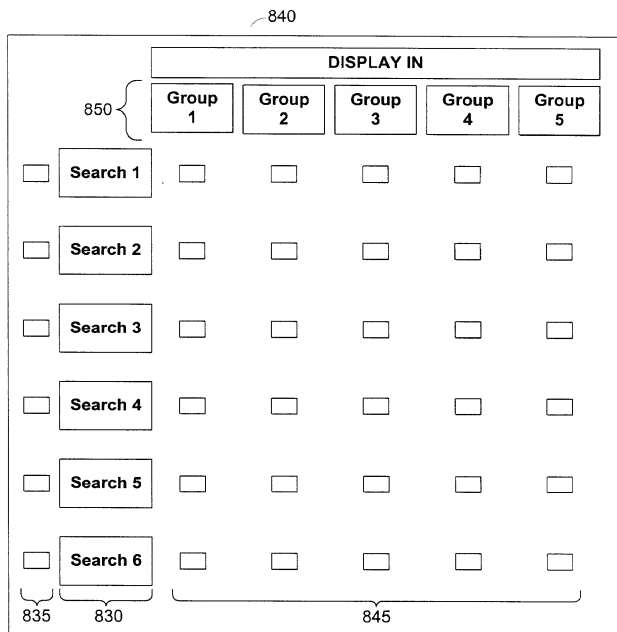 840
DISPLAY IN
850
Group 1
Group 2
Group 3
Group 4
Group 5
Search 1
Search 2
Search 3
Search 4
Search 5
Search 6
835
830
845